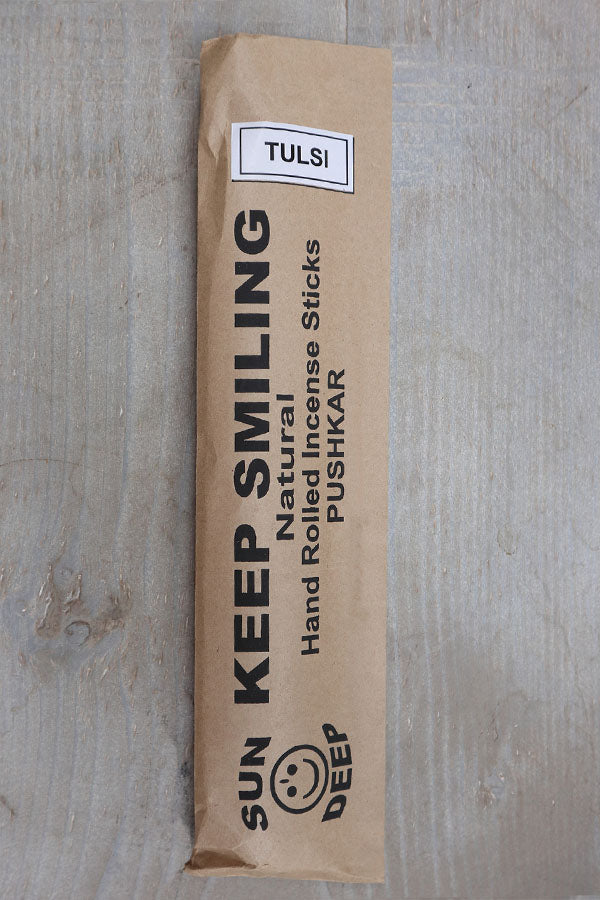 TULSI
SUN
DEEP
KEEP SMILING
Natural
Hand Rolled Incense Sticks
PUSHKAR